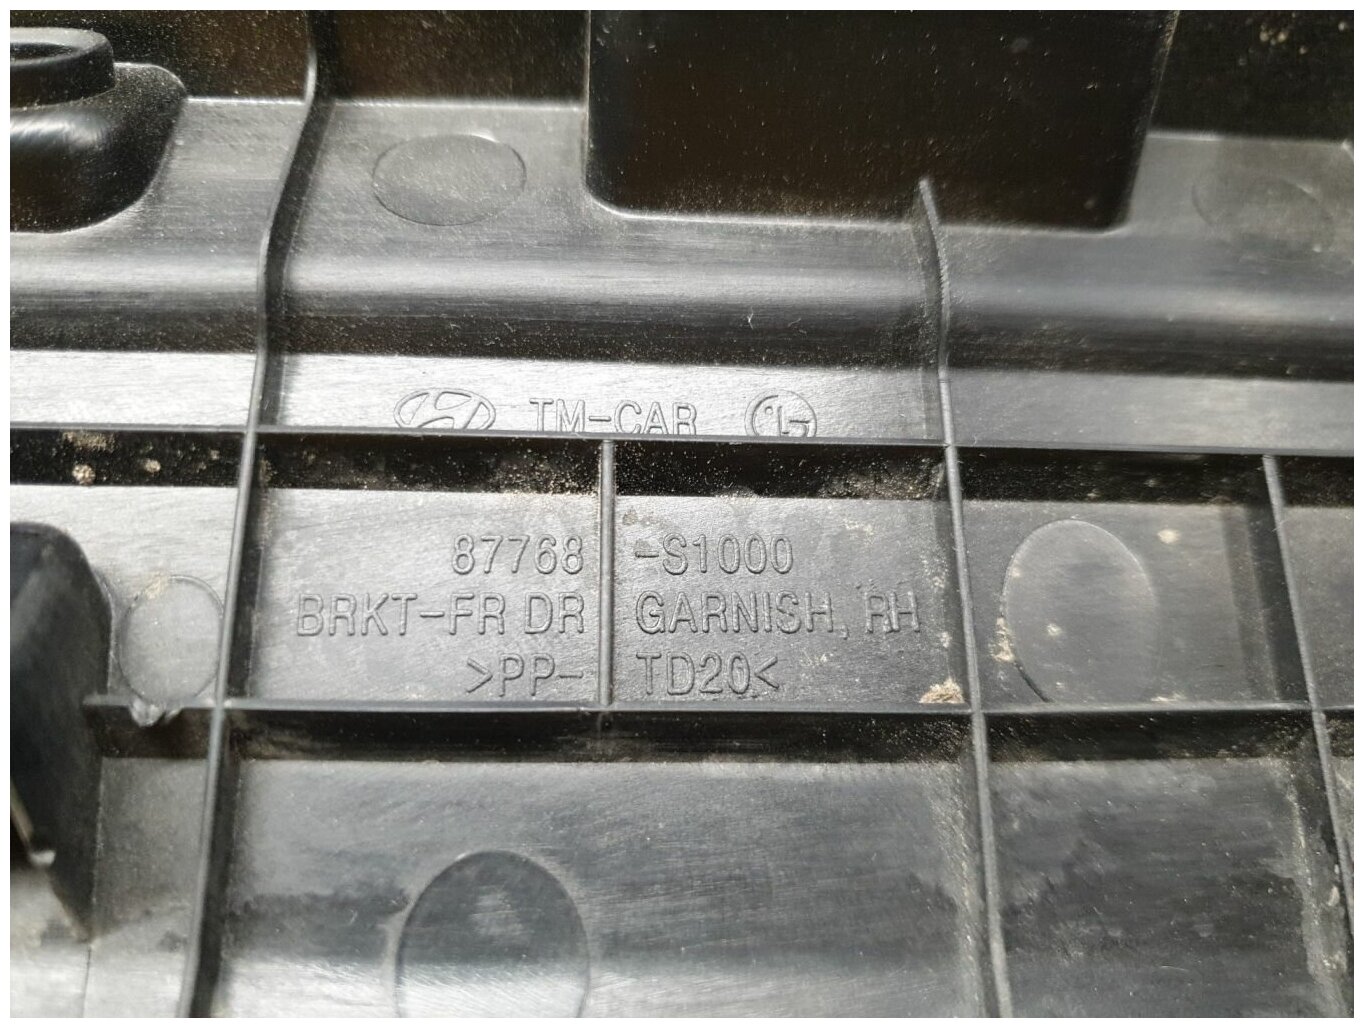 TM-CAR
87768-S1000
BRKT-FR DR GARNISH, RH
>PP-TD20<